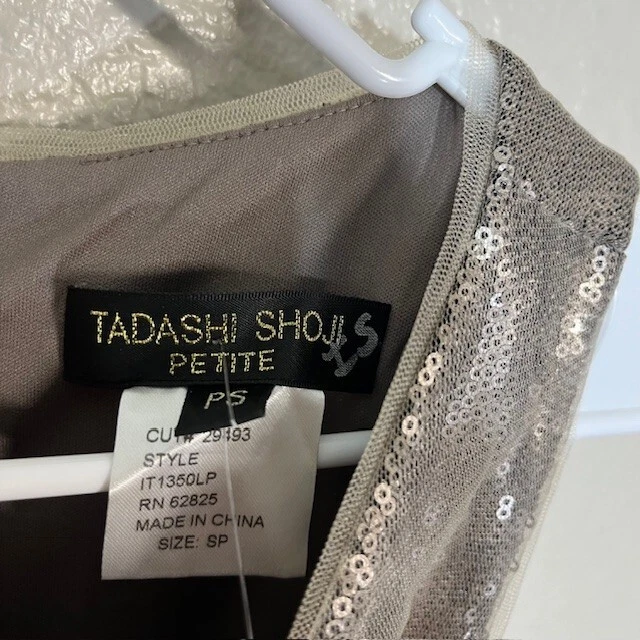 TADASHI SHOJI
PETITE
XS
PS
CUT# 29493
STYLE
IT1350LP
RN 62825
MADE IN CHINA
SIZE: SP